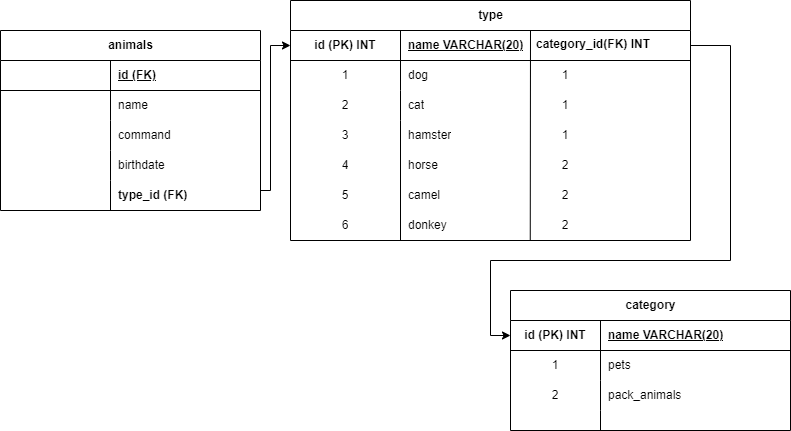 animals
id (FK)
name
command
birthdate
type_id (FK)
type
id (PK) INT name VARCHAR(20) category_id(FK) INT
1 dog 1
2 cat 1
3 hamster 1
4 horse 2
5 camel 2
6 donkey 2
category
id (PK) INT name VARCHAR(20)
1 pets
2 pack_animals